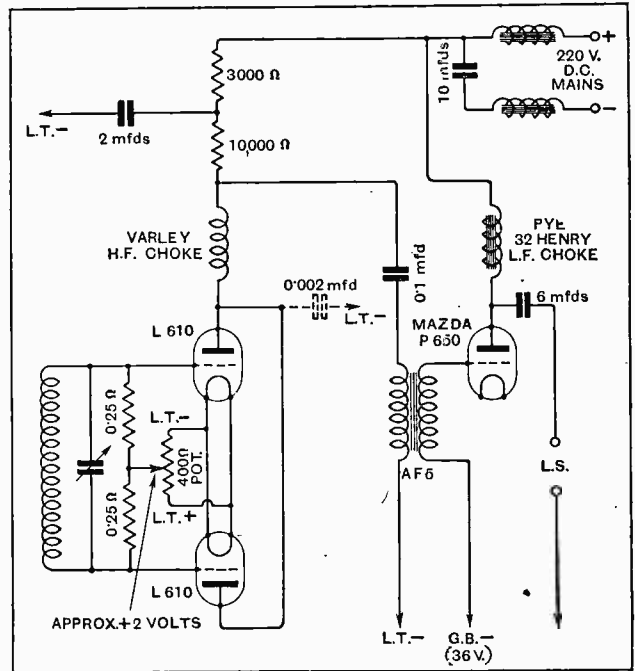 3000 Ω
10 mfds
+
220 V.
D.C.
MAINS
−
L.T.−
2 mfds
10,000 Ω
VARLEY
H.F. CHOKE
PYE
32 HENRY
L.F. CHOKE
0·002 mfd
L.T.−
0·1 mfd
6 mfds
L 610
MAZDA
P 650
0·25 Ω
L.T.−
400Ω
POT.
0·25 Ω
L.T.+
AF5
L.S.
L 610
APPROX.+2 VOLTS
L.T.−
G.B.−
(36 V.)